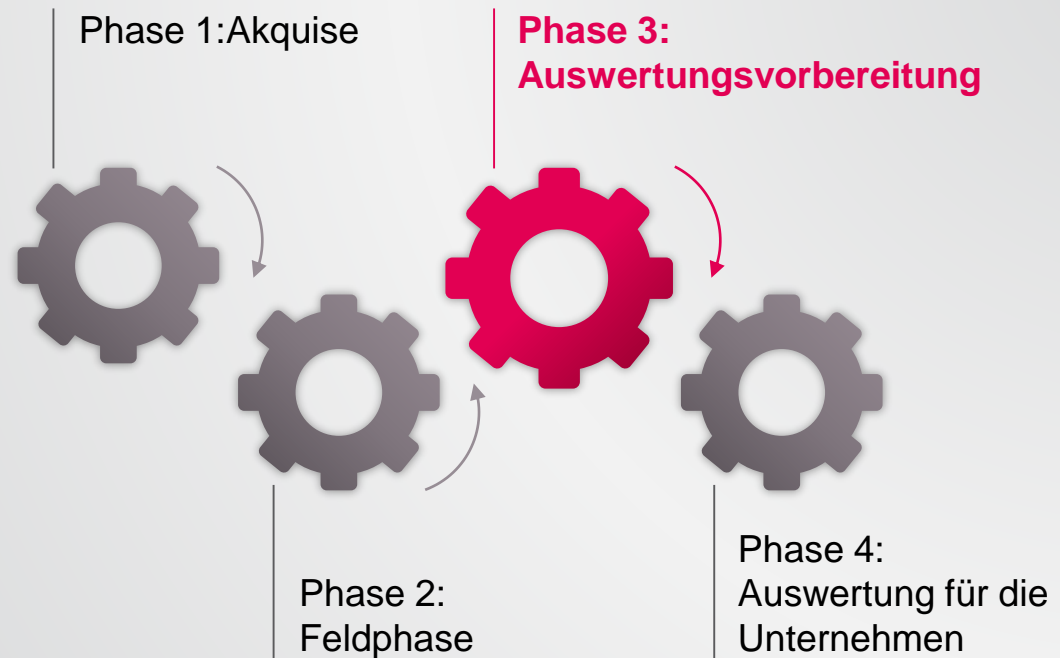 Phase 1:Akquise
Phase 2:
Feldphase
Phase 3:
Auswertungsvorbereitung
Phase 4:
Auswertung für die
Unternehmen